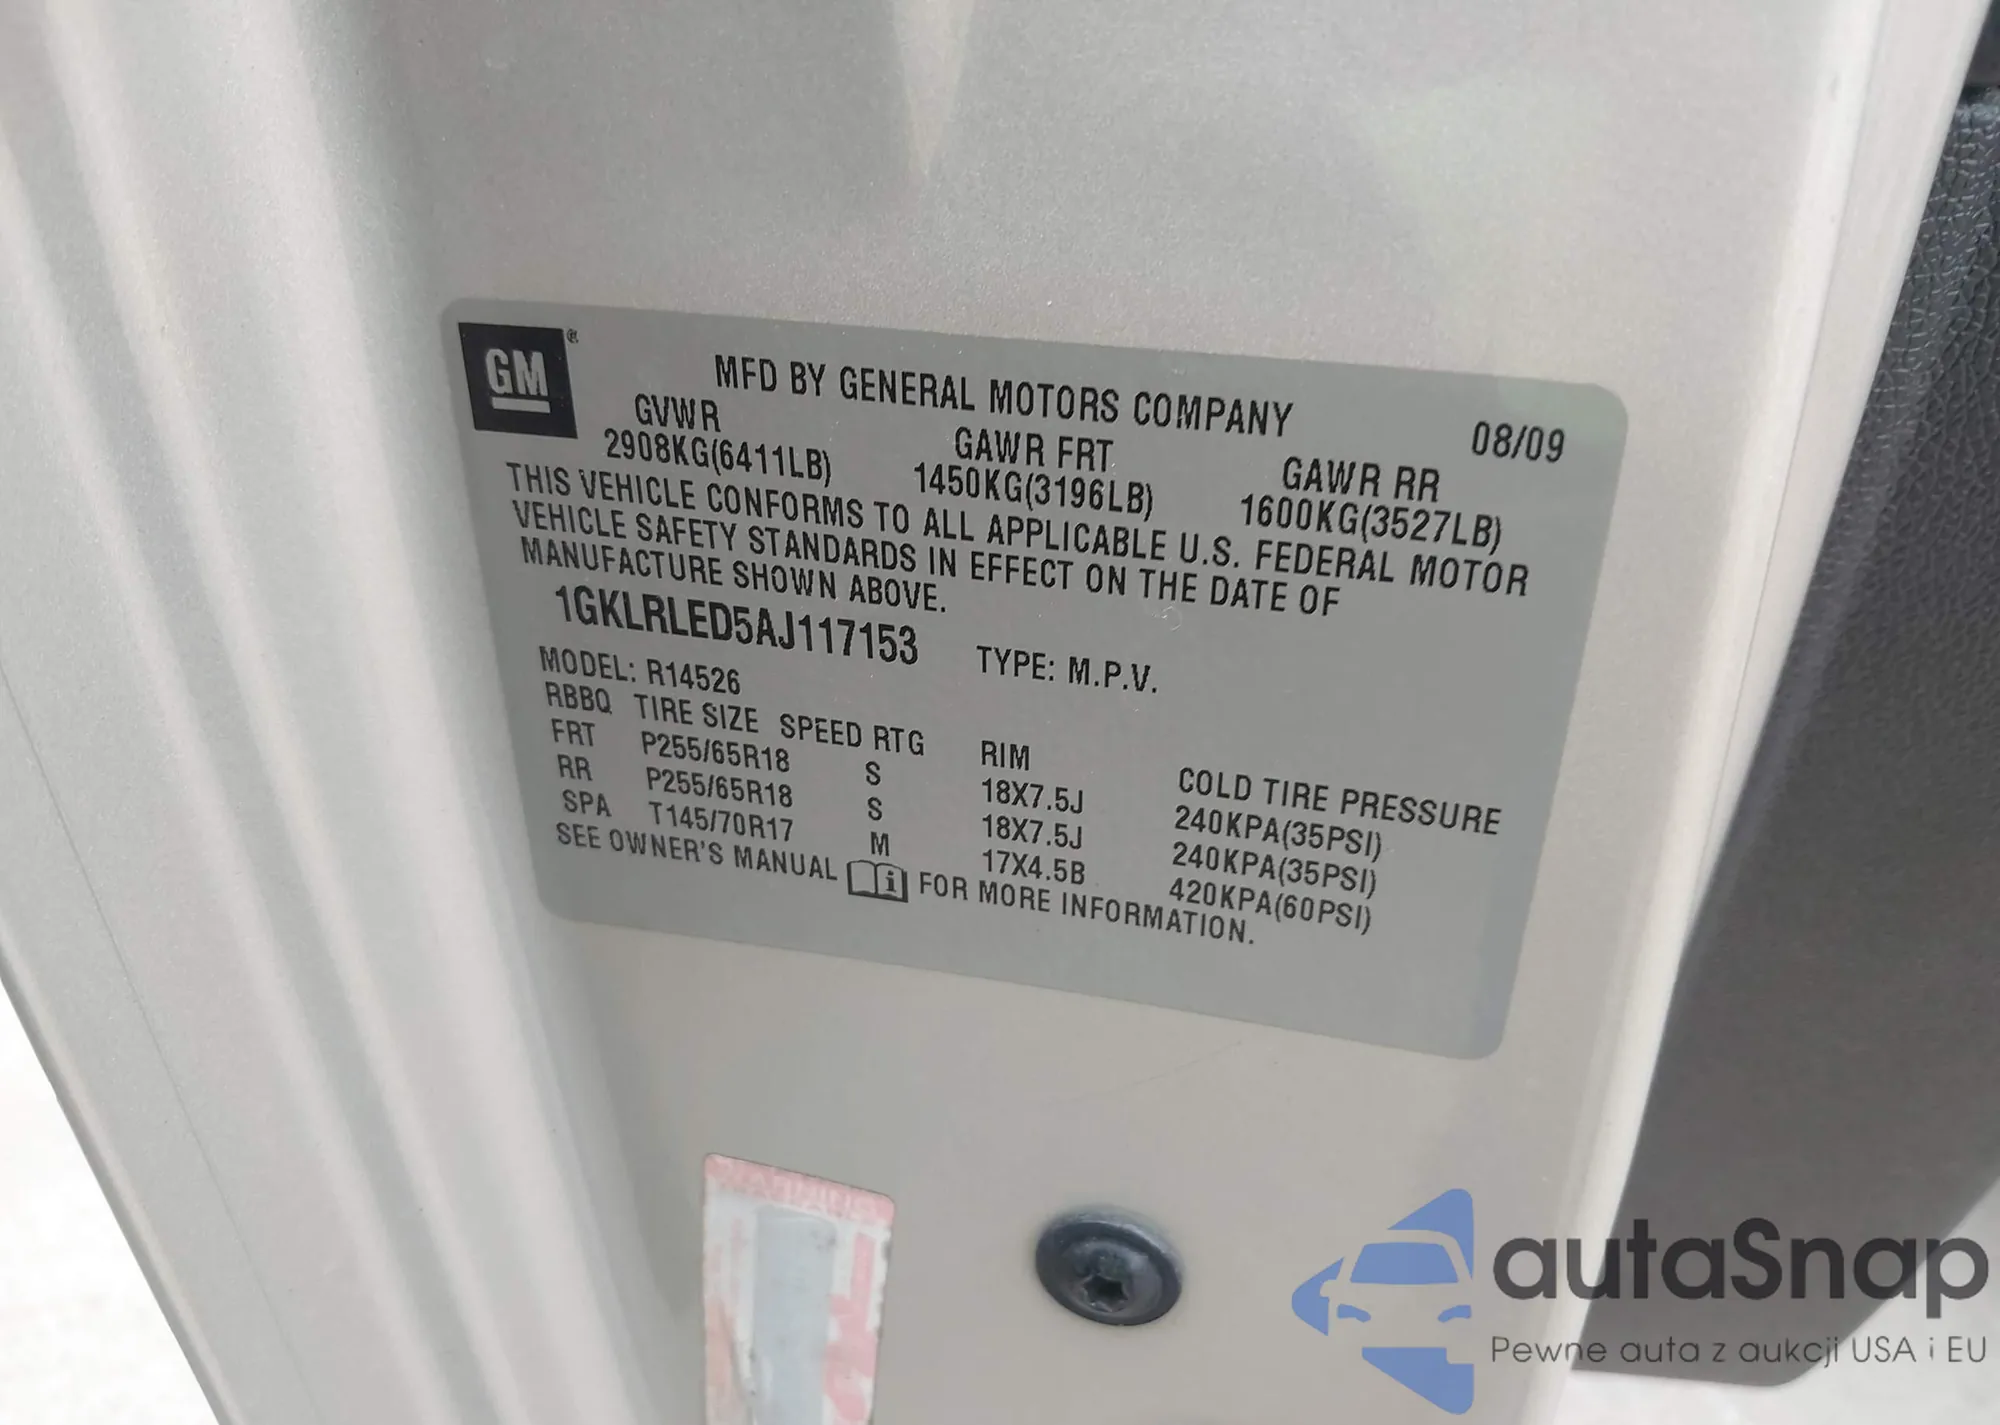 GM®
MFD BY GENERAL MOTORS COMPANY 08/09
GVWR GAWR FRT GAWR RR
2908KG(6411LB) 1450KG(3196LB) 1600KG(3527LB)
THIS VEHICLE CONFORMS TO ALL APPLICABLE U.S. FEDERAL MOTOR
VEHICLE SAFETY STANDARDS IN EFFECT ON THE DATE OF
MANUFACTURE SHOWN ABOVE.
1GKLRLED5AJ117153 TYPE: M.P.V.
MODEL: R14526
RBBQ TIRE SIZE SPEED RTG RIM COLD TIRE PRESSURE
FRT P255/65R18 S 18X7.5J 240KPA(35PSI)
RR P255/65R18 S 18X7.5J 240KPA(35PSI)
SPA T145/70R17 M 17X4.5B 420KPA(60PSI)
SEE OWNER'S MANUAL FOR MORE INFORMATION.
autaSnap
Pewne auta z aukcji USA i EU